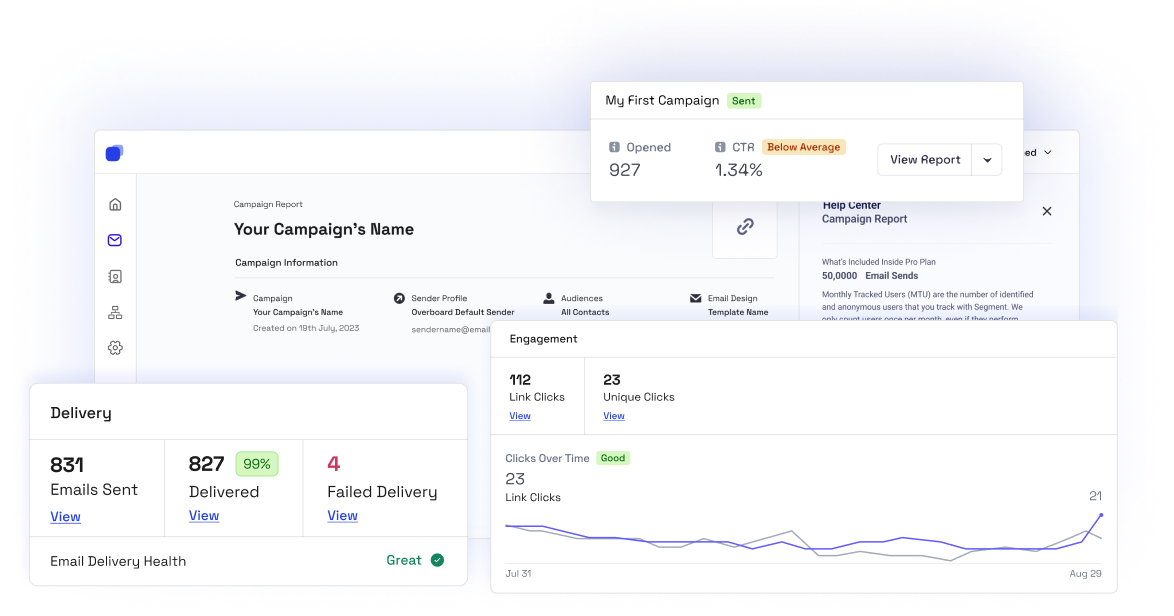 My First Campaign Sent
Opened
927
CTA Below Average
1.34%
View Report
ed
Campaign Report
Your Campaign's Name
Campaign Information
Campaign
Your Campaign's Name
Created on 19th July, 2023
Sender Profile
Overboard Default Sender
sendername@email
Audiences
All Contacts
Email Design
Template Name
Help Center
Campaign Report
What's Included Inside Pro Plan
50,0000 Email Sends
Monthly Tracked Users (MTU) are the number of identified
and anonymous users that you track with Segment. We
only count users once per month, even if they perform
Engagement
112
Link Clicks
View
23
Unique Clicks
View
Clicks Over Time Good
23
Link Clicks
21
Jul 31
Aug 29
Delivery
831
Emails Sent
View
827 99%
Delivered
View
4
Failed Delivery
View
Email Delivery Health
Great